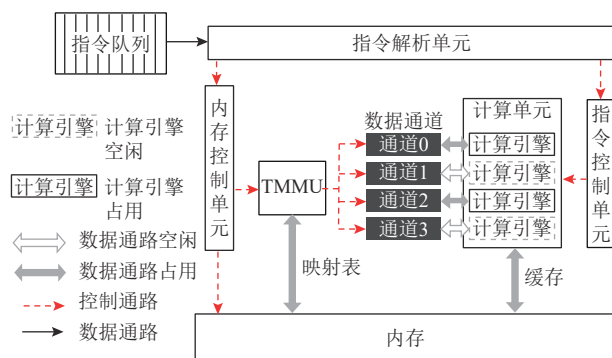 指令队列
指令解析单元
计算引擎 计算引擎
空闲
计算引擎 计算引擎
占用
数据通路空闲
数据通路占用
控制通路
数据通路
内存控制单元
TMMU
映射表
数据通道
通道0
通道1
通道2
通道3
计算单元
计算引擎
计算引擎
计算引擎
计算引擎
指令控制单元
缓存
内存